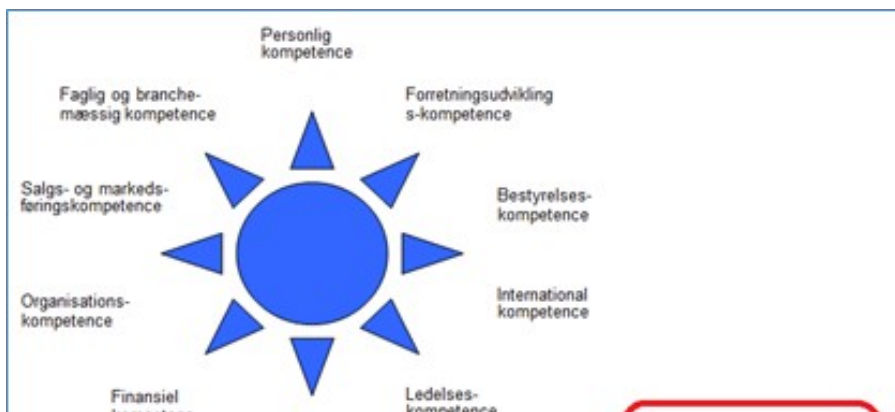 Personlig
kompetence
Faglig og branche-
mæssig kompetence
Forretningsudvikling
s-kompetence
Salgs- og markeds-
føringskompetence
Bestyrelses-
kompetence
Organisations-
kompetence
International
kompetence
Finansiel
Ledelses-
kompetence